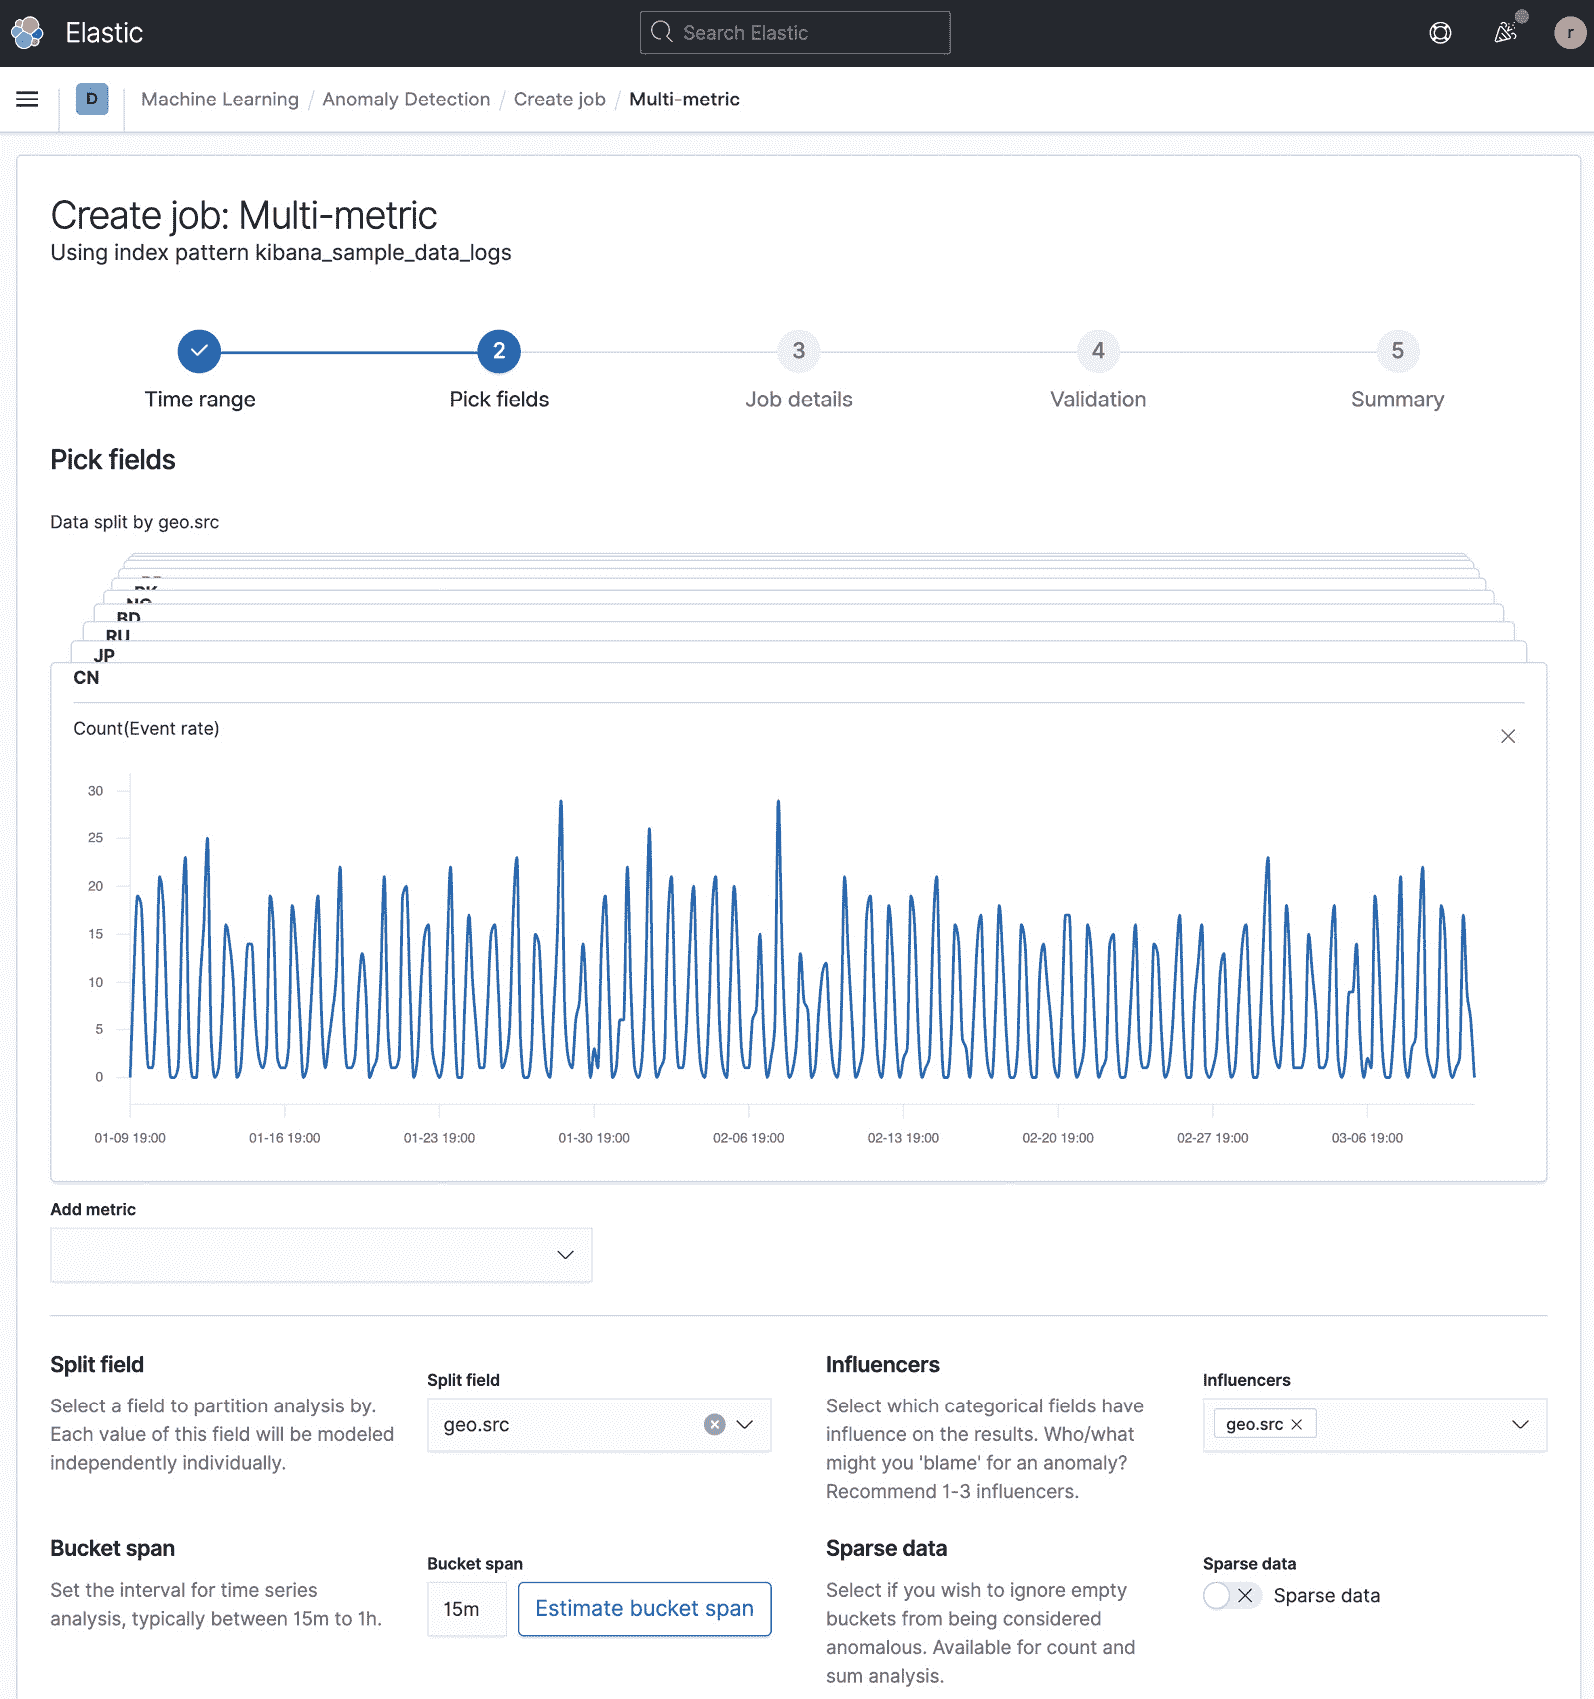 Elastic
Search Elastic
r
D
Machine Learning / Anomaly Detection / Create job / Multi-metric
Create job: Multi-metric
Using index pattern kibana_sample_data_logs
2
3
4
5
Time range
Pick fields
Job details
Validation
Summary
Pick fields
Data split by geo.src
BD
RU
JP
CN
Count(Event rate)
30
25
20
15
10
5
0
01-09 19:00
01-16 19:00
01-23 19:00
01-30 19:00
02-06 19:00
02-13 19:00
02-20 19:00
02-27 19:00
03-06 19:00
Add metric
Split field
Select a field to partition analysis by.
Each value of this field will be modeled
independently individually.
Split field
geo.src
Influencers
Select which categorical fields have
influence on the results. Who/what
might you 'blame' for an anomaly?
Recommend 1-3 influencers.
Influencers
geo.src
Bucket span
Set the interval for time series
analysis, typically between 15m to 1h.
Bucket span
15m
Estimate bucket span
Sparse data
Select if you wish to ignore empty
buckets from being considered
anomalous. Available for count and
sum analysis.
Sparse data
Sparse data